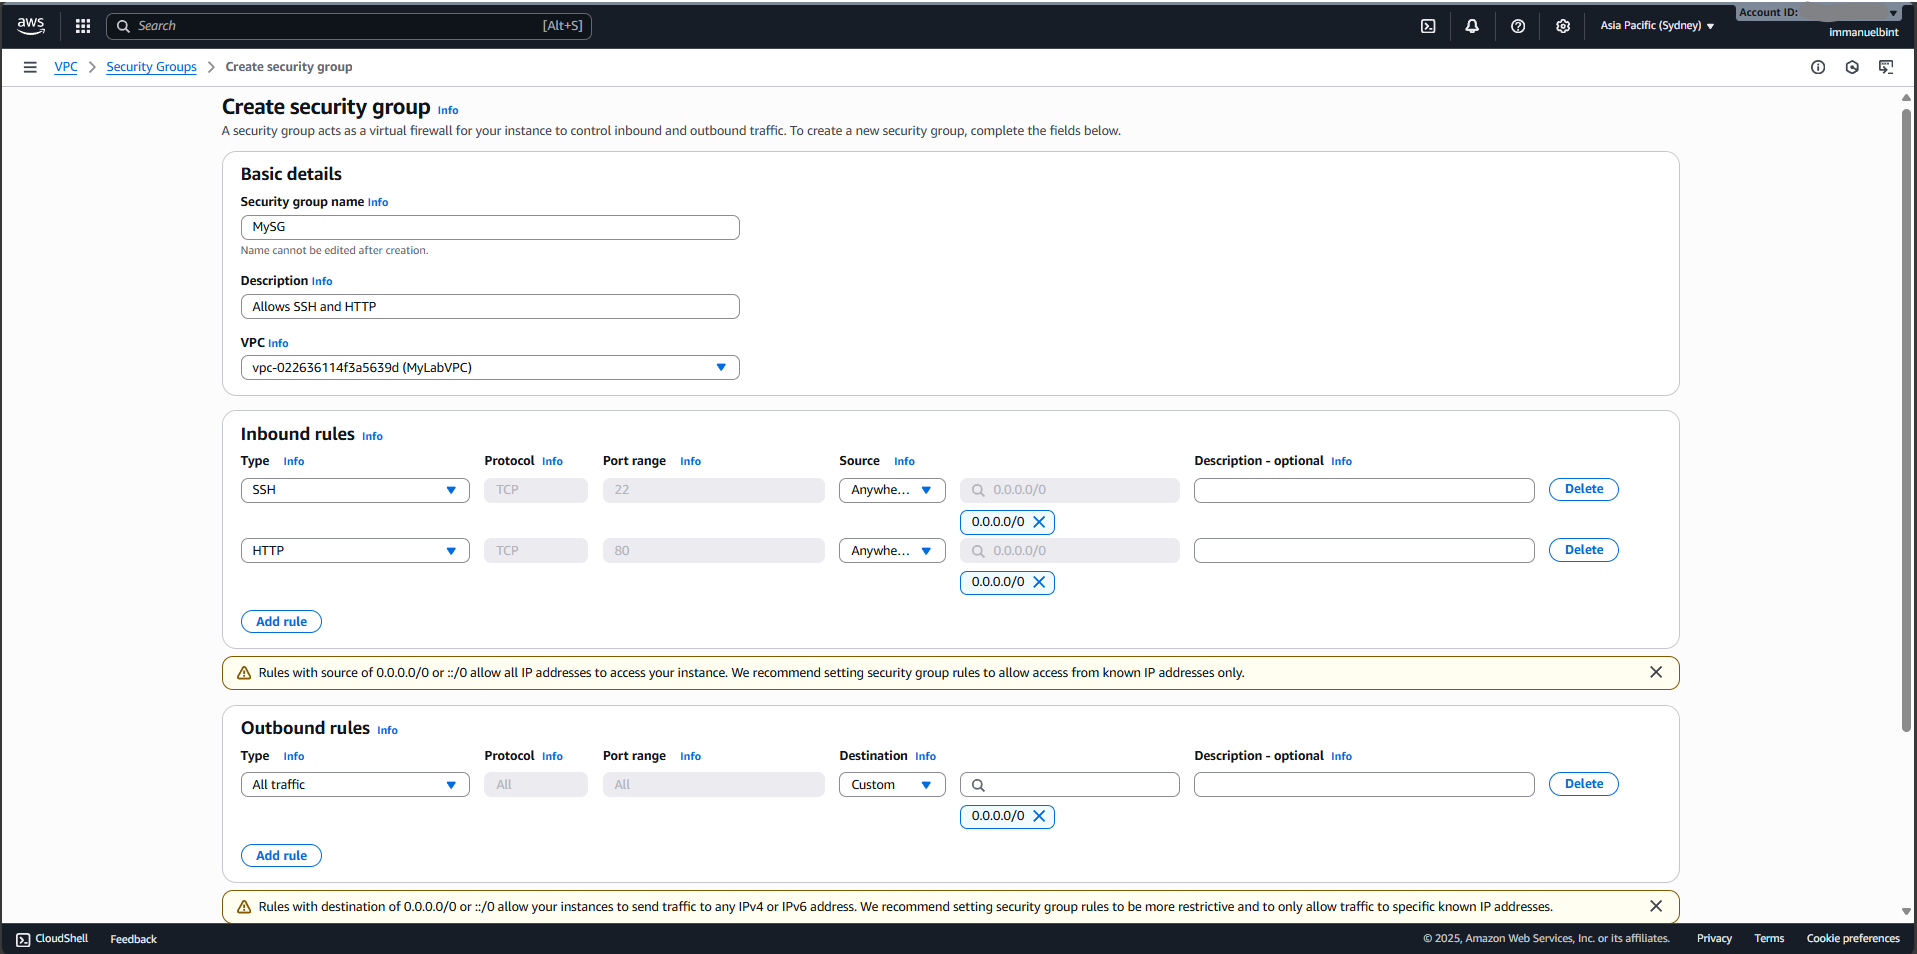 aws
Search [Alt+S]
Asia Pacific (Sydney)
Account ID:
immanuelbint
VPC Security Groups Create security group
Create security group Info
A security group acts as a virtual firewall for your instance to control inbound and outbound traffic. To create a new security group, complete the fields below.
Basic details
Security group name Info
MySG
Name cannot be edited after creation.
Description Info
Allows SSH and HTTP
VPC Info
vpc-022636114f3a5639d (MyLabVPC)
Inbound rules Info
Type Info Protocol Info Port range Info Source Info Description - optional Info
SSH TCP 22 Anywhe... 0.0.0.0/0 Delete
0.0.0.0/0
HTTP TCP 80 Anywhe... 0.0.0.0/0 Delete
0.0.0.0/0
Add rule
Rules with source of 0.0.0.0/0 or ::/0 allow all IP addresses to access your instance. We recommend setting security group rules to allow access from known IP addresses only.
Outbound rules Info
Type Info Protocol Info Port range Info Destination Info Description - optional Info
All traffic All All Custom Delete
0.0.0.0/0
Add rule
Rules with destination of 0.0.0.0/0 or ::/0 allow your instances to send traffic to any IPv4 or IPv6 address. We recommend setting security group rules to be more restrictive and to only allow traffic to specific known IP addresses.
CloudShell Feedback © 2025, Amazon Web Services, Inc. or its affiliates. Privacy Terms Cookie preferences